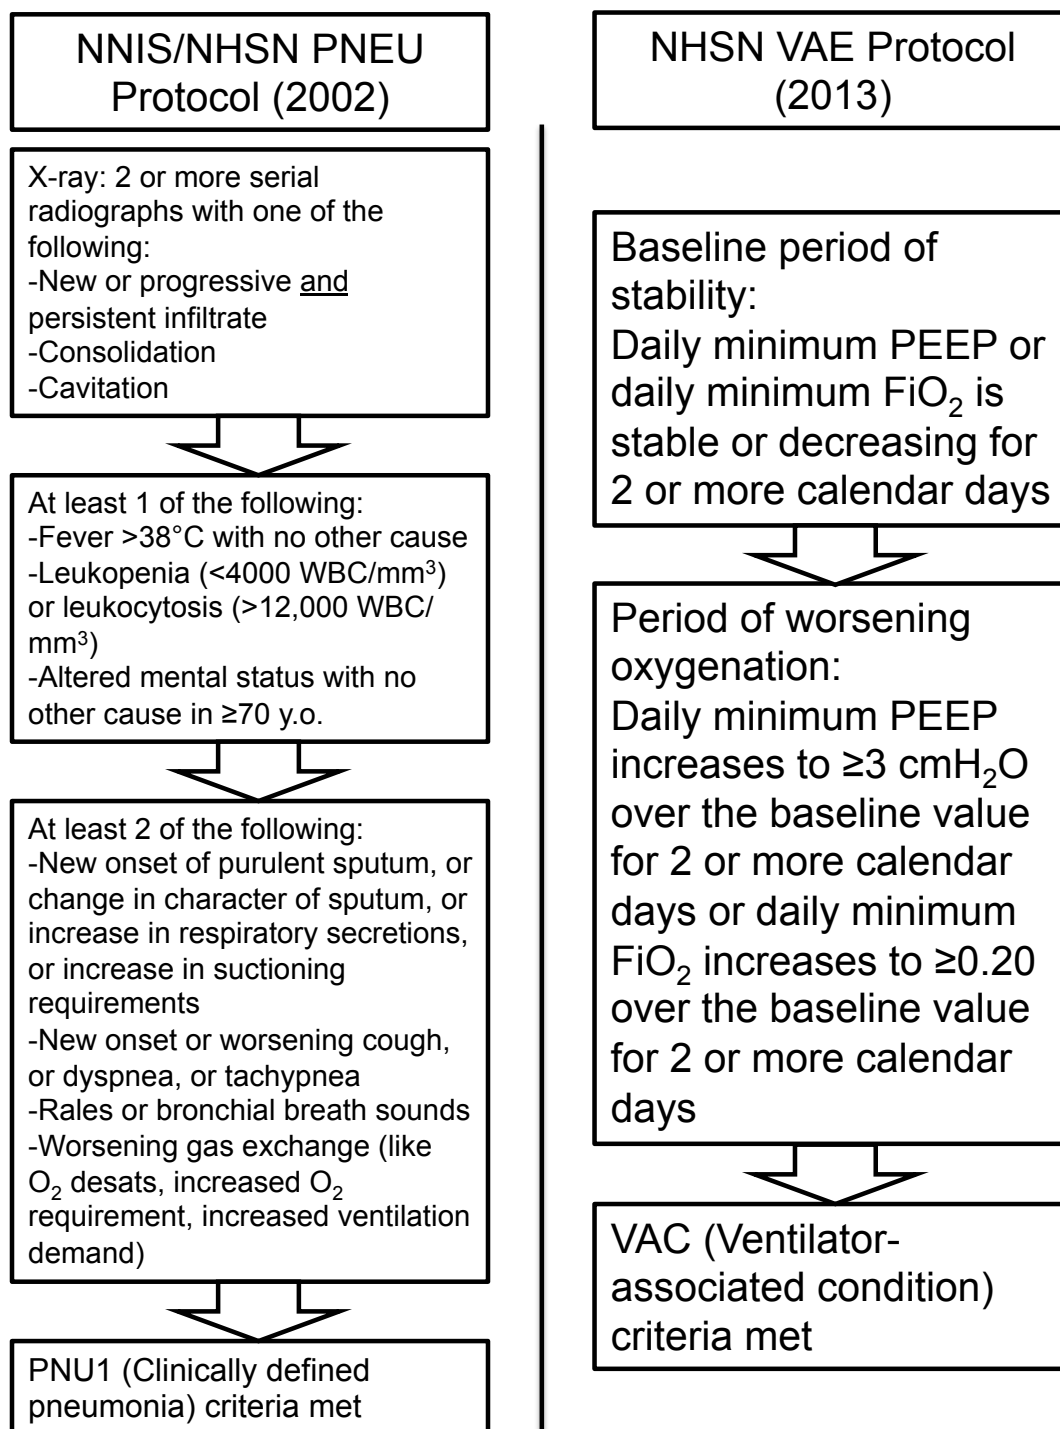 NNIS/NHSN PNEU
Protocol (2002)
X-ray: 2 or more serial
radiographs with one of the
following:
-New or progressive and
persistent infiltrate
-Consolidation
-Cavitation
At least 1 of the following:
-Fever >38°C with no other cause
-Leukopenia (<4000 WBC/mm³)
or leukocytosis (>12,000 WBC/
mm³)
-Altered mental status with no
other cause in ≥70 y.o.
At least 2 of the following:
-New onset of purulent sputum, or
change in character of sputum, or
increase in respiratory secretions,
or increase in suctioning
requirements
-New onset or worsening cough,
or dyspnea, or tachypnea
-Rales or bronchial breath sounds
-Worsening gas exchange (like
O₂ desats, increased O₂
requirement, increased ventilation
demand)
PNU1 (Clinically defined
pneumonia) criteria met
NHSN VAE Protocol
(2013)
Baseline period of
stability:
Daily minimum PEEP or
daily minimum FiO₂ is
stable or decreasing for
2 or more calendar days
Period of worsening
oxygenation:
Daily minimum PEEP
increases to ≥3 cmH₂O
over the baseline value
for 2 or more calendar
days or daily minimum
FiO₂ increases to ≥0.20
over the baseline value
for 2 or more calendar
days
VAC (Ventilator-
associated condition)
criteria met